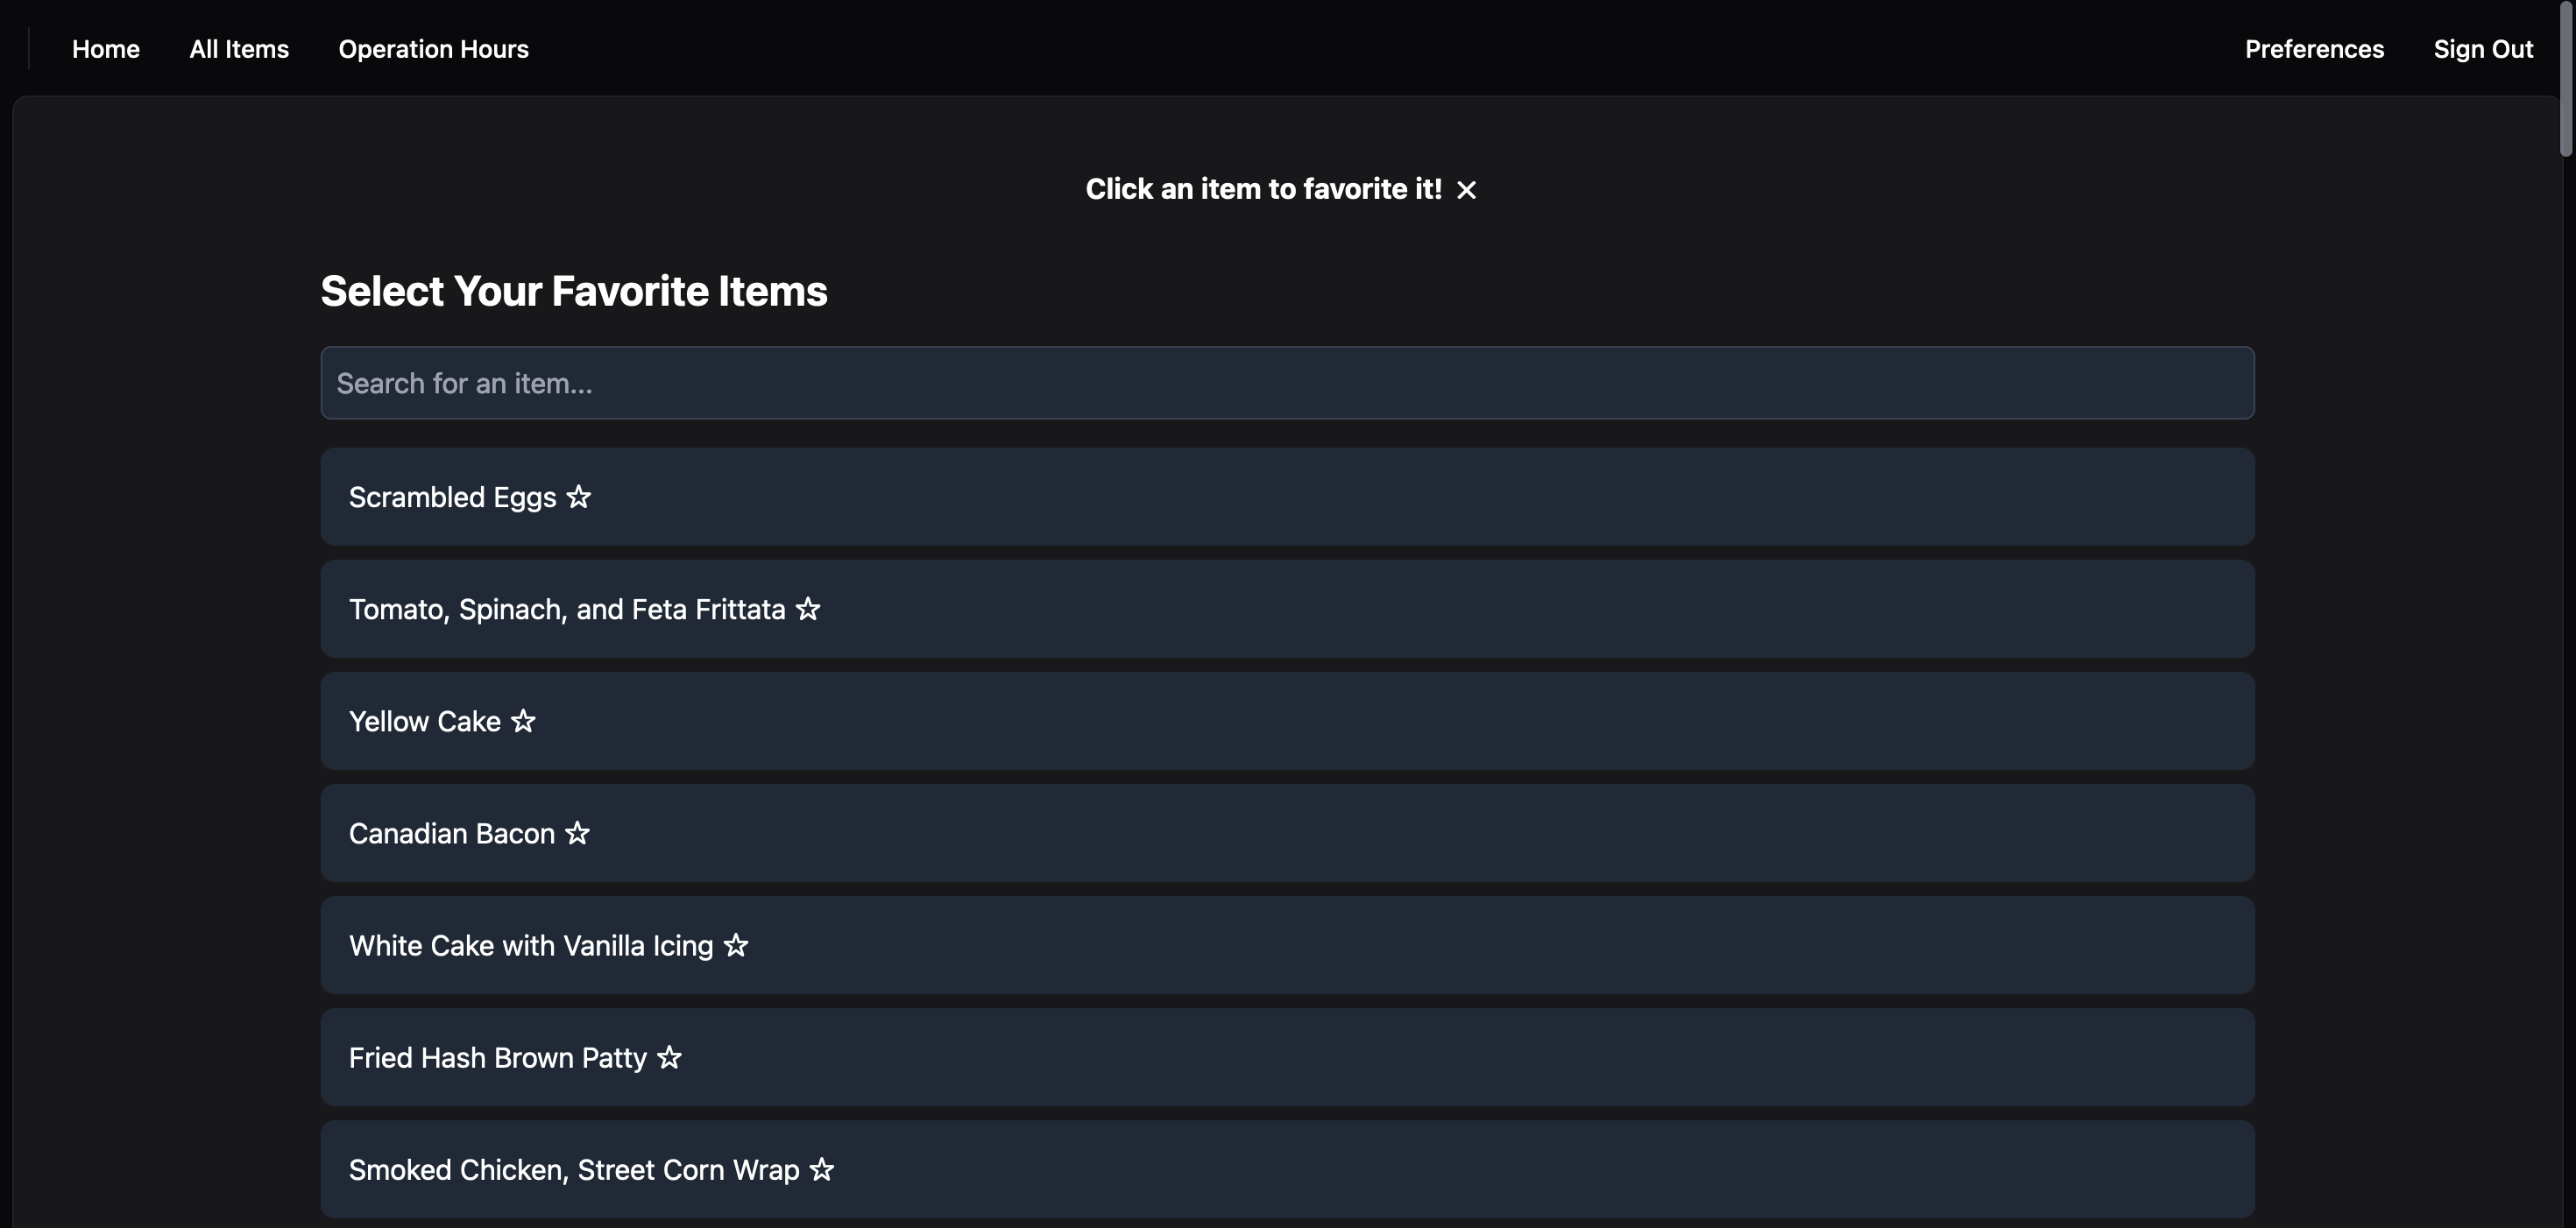 Home All Items Operation Hours Preferences Sign Out
Click an item to favorite it!
Select Your Favorite Items
Search for an item...
Scrambled Eggs
Tomato, Spinach, and Feta Frittata
Yellow Cake
Canadian Bacon
White Cake with Vanilla Icing
Fried Hash Brown Patty
Smoked Chicken, Street Corn Wrap